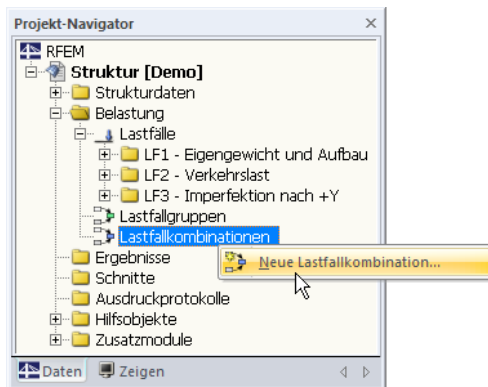 Projekt-Navigator
RFEM
Struktur [Demo]
Strukturdaten
Belastung
Lastfälle
LF1 - Eigengewicht und Aufbau
LF2 - Verkehrslast
LF3 - Imperfektion nach +Y
Lastfallgruppen
Lastfallkombinationen
Ergebnisse
Neue Lastfallkombination...
Schnitte
Ausdruckprotokolle
Hilfsobjekte
Zusatzmodule
Daten Zeigen